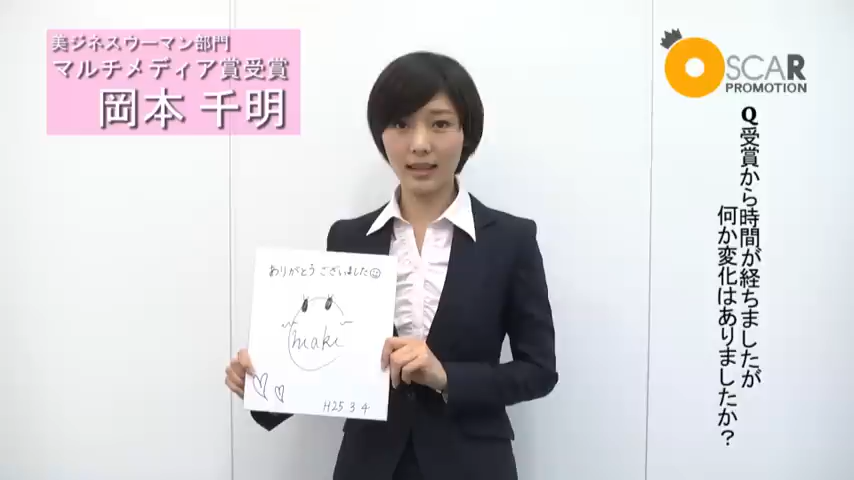 美ジネスウーマン部門
マルチメディア賞受賞
岡本 千明
OSCAR
PROMOTION
Q受賞から時間が経ちましたが
何か変化はありましたか？
ありがとうございました
Chiaki
H25 3 4